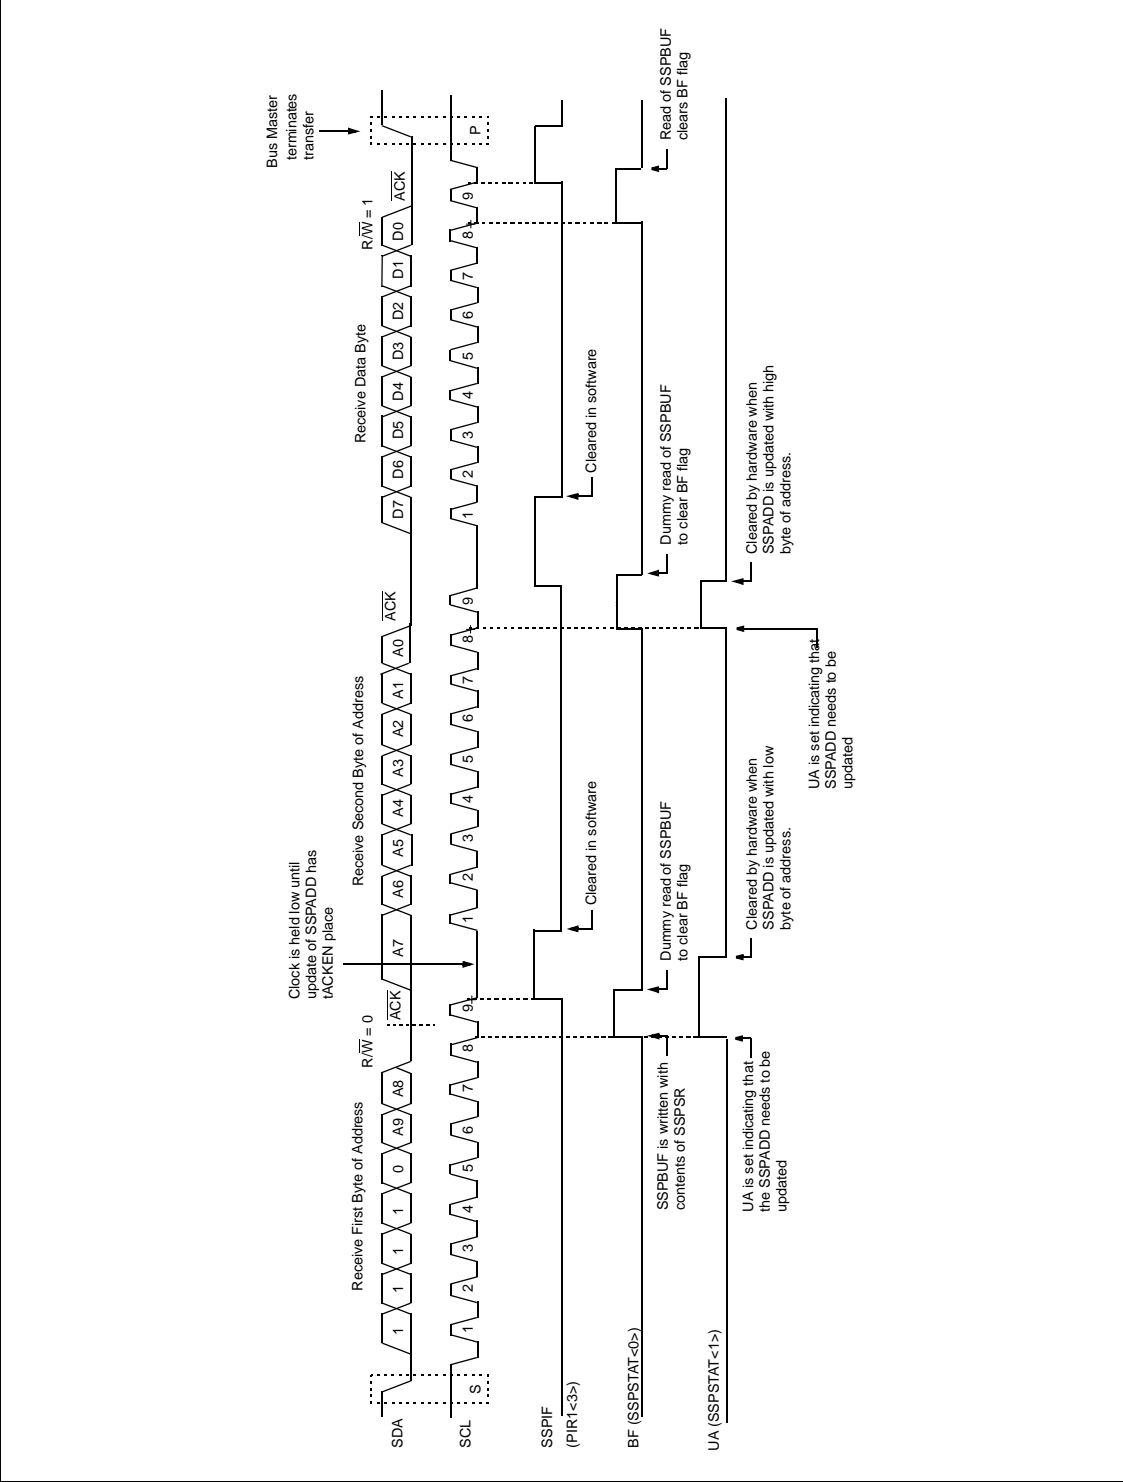 Bus Master
terminates
transfer
Clock is held low until
update of SSPADD has
tACKEN place
Receive First Byte of Address
R/W = 0
Receive Second Byte of Address
Receive Data Byte
R/W = 1
SDA
1
1
1
1
0
A9
A8
ACK
A7
A6
A5
A4
A3
A2
A1
A0
ACK
D7
D6
D5
D4
D3
D2
D1
D0
ACK
SCL
S
1
2
3
4
5
6
7
8
9
1
2
3
4
5
6
7
8
9
1
2
3
4
5
6
7
8
9
P
SSPIF
(PIR1<3>)
Cleared in software
Cleared in software
BF (SSPSTAT<0>)
SSPBUF is written with
contents of SSPSR
Dummy read of SSPBUF
to clear BF flag
Dummy read of SSPBUF
to clear BF flag
Read of SSPBUF
clears BF flag
UA (SSPSTAT<1>)
UA is set indicating that
the SSPADD needs to be
updated
Cleared by hardware when
SSPADD is updated with low
byte of address.
UA is set indicating that
SSPADD needs to be
updated
Cleared by hardware when
SSPADD is updated with high
byte of address.